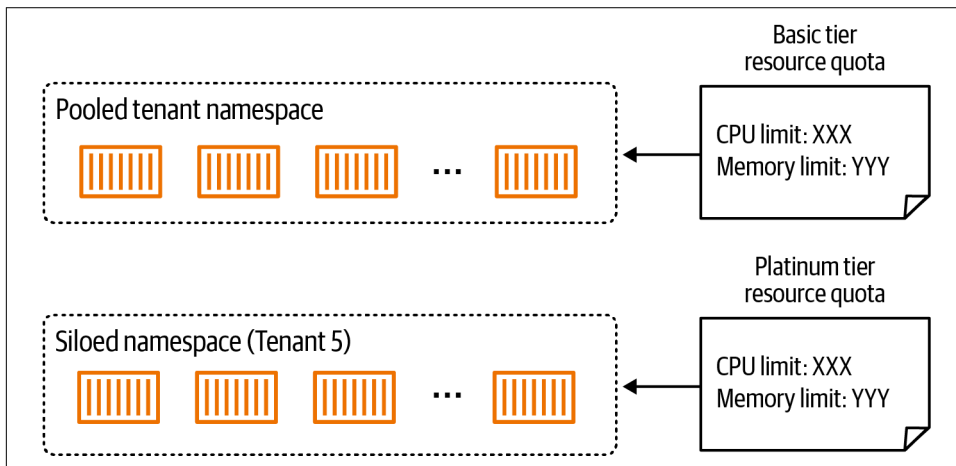 Basic tier
resource quota
Pooled tenant namespace
...
CPU limit: XXX
Memory limit: YYY
Platinum tier
resource quota
Siloed namespace (Tenant 5)
...
CPU limit: XXX
Memory limit: YYY